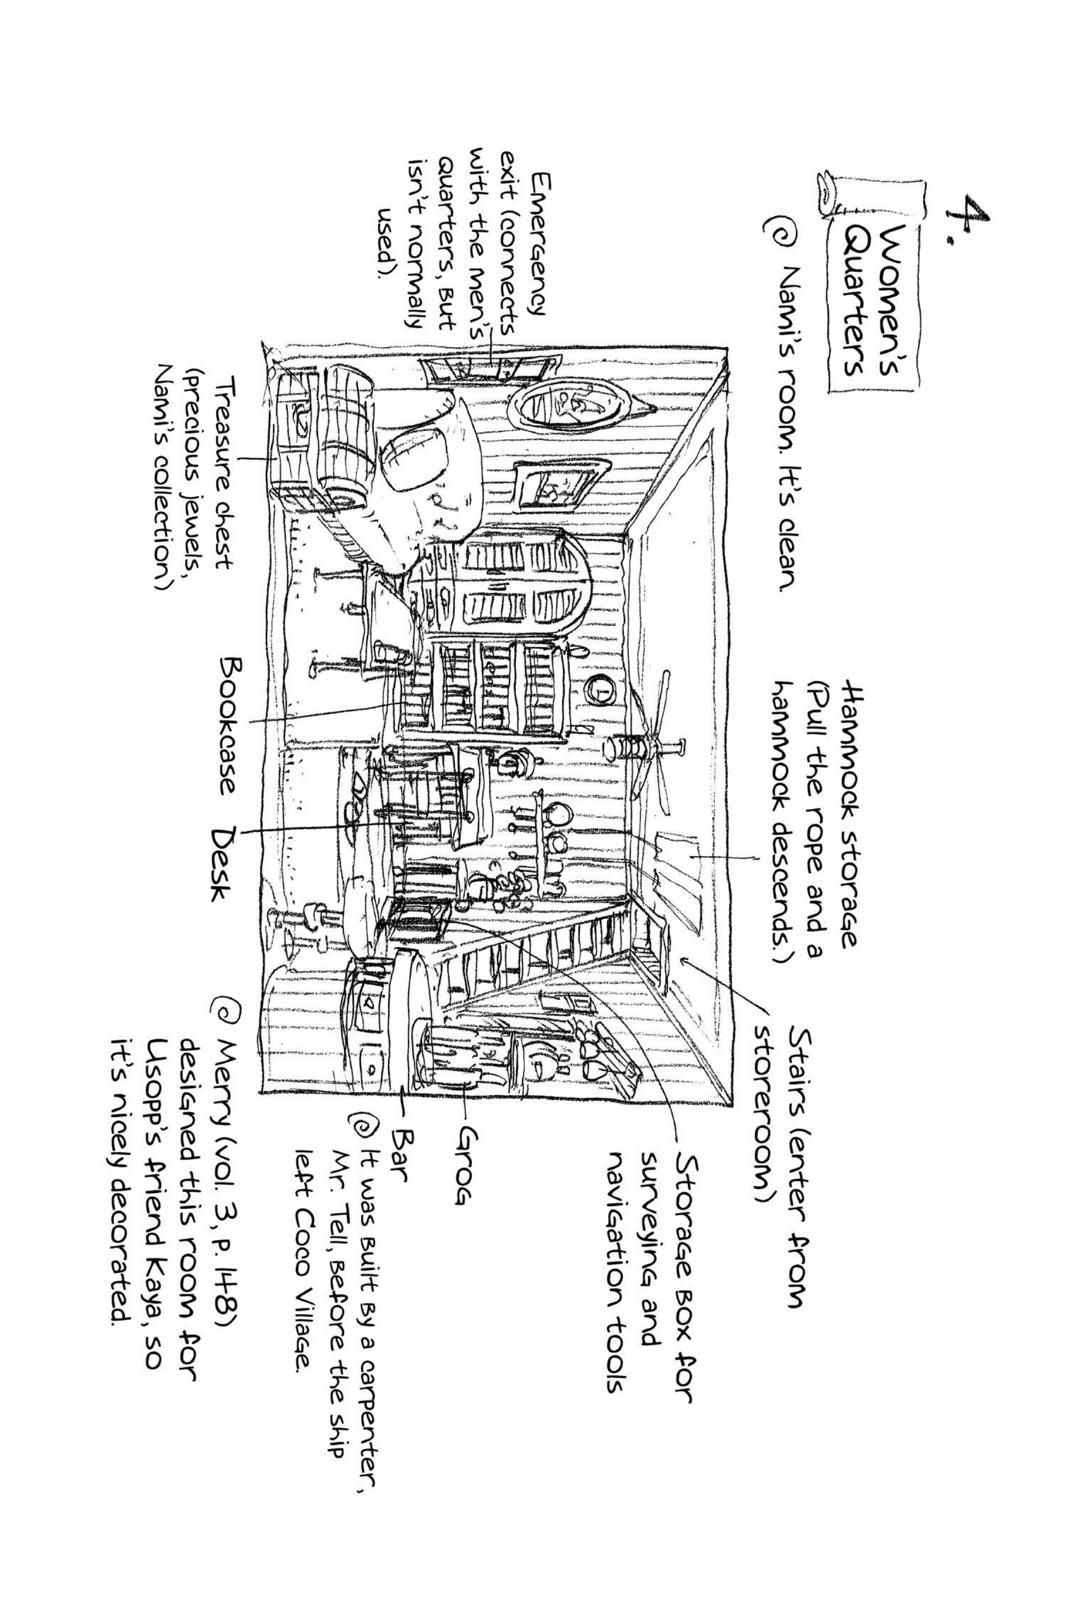 4.
Women's
Quarters
Nami's room. It's clean.
Hammock storage
(Pull the rope and a
hammock descends.)
Stairs (enter from
storeroom)
Emergency
exit (connects
with the men's
quarters, but
isn't normally
used).
Storage box for
surveying and
navigation tools
Grog
Bar
It was built by a carpenter,
Mr. Tell, before the ship
left Coco Village.
Treasure chest
(precious jewels,
Nami's collection)
Bookcase
Desk
Merry (vol. 3, p. 148)
designed this room for
Usopp's friend Kaya, so
it's nicely decorated.